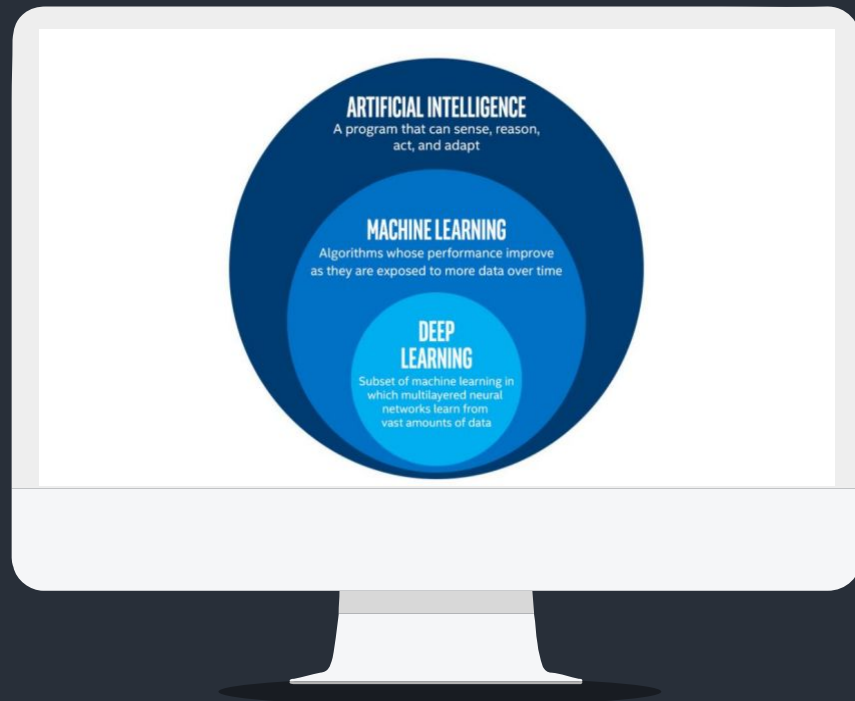 ARTIFICIAL INTELLIGENCE
A program that can sense, reason,
act, and adapt
MACHINE LEARNING
Algorithms whose performance improve
as they are exposed to more data over time
DEEP
LEARNING
Subset of machine learning in
which multilayered neural
networks learn from
vast amounts of data